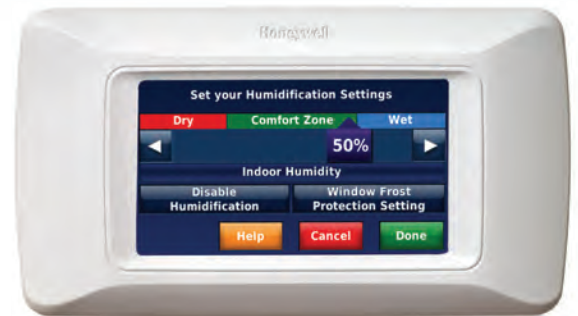 Honeywell
Set your Humidification Settings
Dry Comfort Zone Wet
50%
Indoor Humidity
Disable Window Frost
Humidification Protection Setting
Help Cancel Done